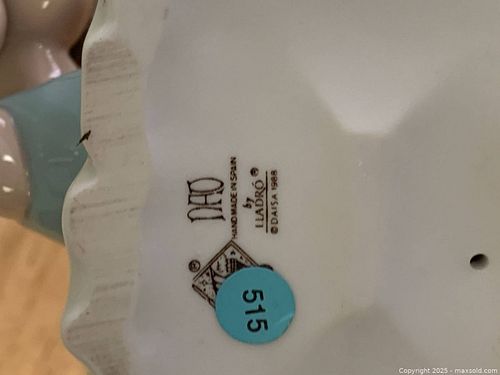 NAO
HAND MADE IN SPAIN
by
LLADRÓ ®
© DAISA 1988
®
515
Copyright 2025 - maxsold.com